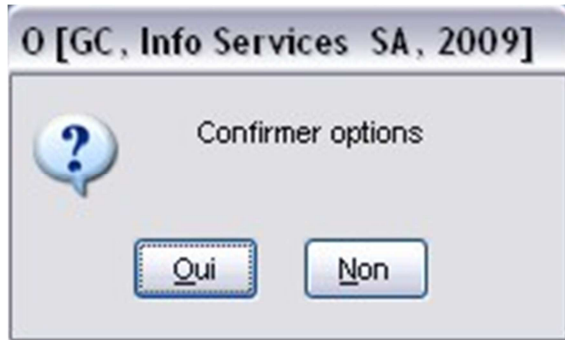 O [GC, Info Services SA, 2009]
Confirmer options
Oui
Non